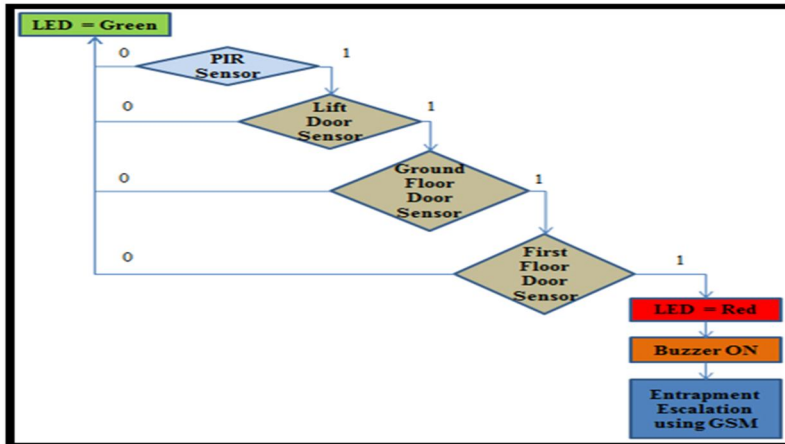 LED = Green
0
PIR
Sensor
1
0
Lift
Door
Sensor
1
0
Ground
Floor
Door
Sensor
1
0
First
Floor
Door
Sensor
1
LED = Red
Buzzer ON
Entrapment
Escalation
using GSM